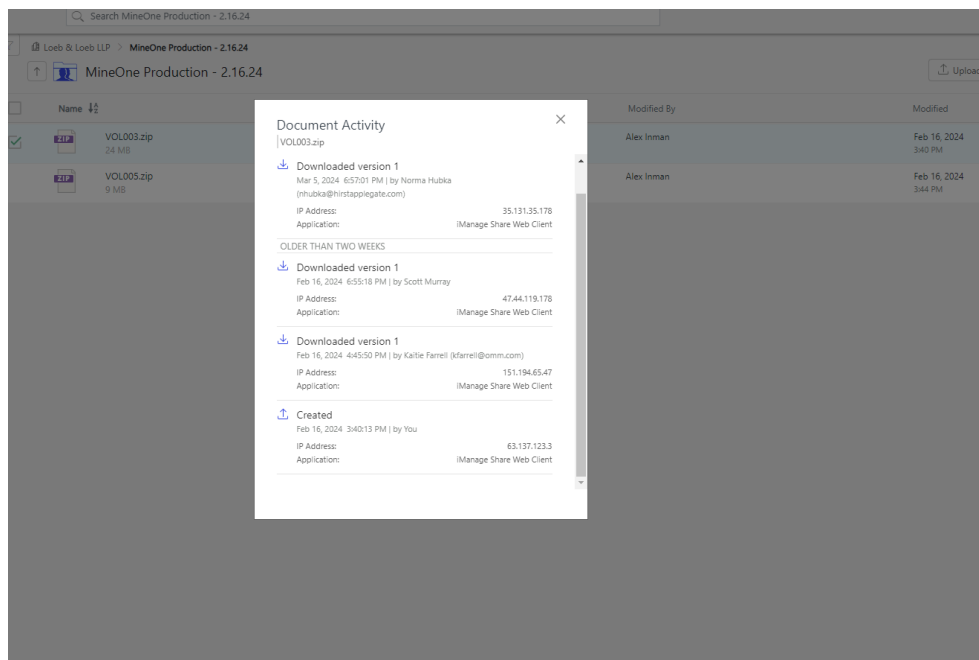 Search MineOne Production - 2.16.24
Loeb & Loeb LLP > MineOne Production - 2.16.24
MineOne Production - 2.16.24
Upload
Name
Modified By
Modified
VOL003.zip
24 MB
Alex Inman
Feb 16, 2024
3:40 PM
VOL005.zip
9 MB
Alex Inman
Feb 16, 2024
3:44 PM
ZIP
ZIP
Document Activity
VOL003.zip
Downloaded version 1
Mar 5, 2024 6:57:01 PM | by Norma Hubka
(nhubka@hirstapplegate.com)
IP Address: 35.131.35.178
Application: iManage Share Web Client
OLDER THAN TWO WEEKS
Downloaded version 1
Feb 16, 2024 6:55:18 PM | by Scott Murray
IP Address: 47.44.119.178
Application: iManage Share Web Client
Downloaded version 1
Feb 16, 2024 4:45:50 PM | by Kaitie Farrell (kfarrell@omm.com)
IP Address: 151.194.65.47
Application: iManage Share Web Client
Created
Feb 16, 2024 3:40:13 PM | by You
IP Address: 63.137.123.3
Application: iManage Share Web Client